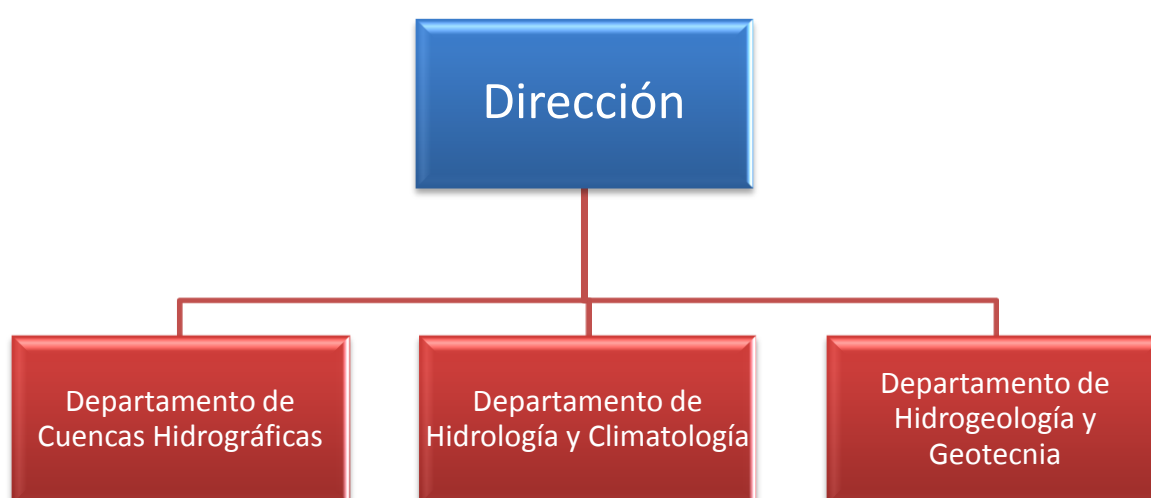 Dirección
Departamento de
Cuencas Hidrográficas
Departamento de
Hidrología y Climatología
Departamento de
Hidrogeología y
Geotecnia